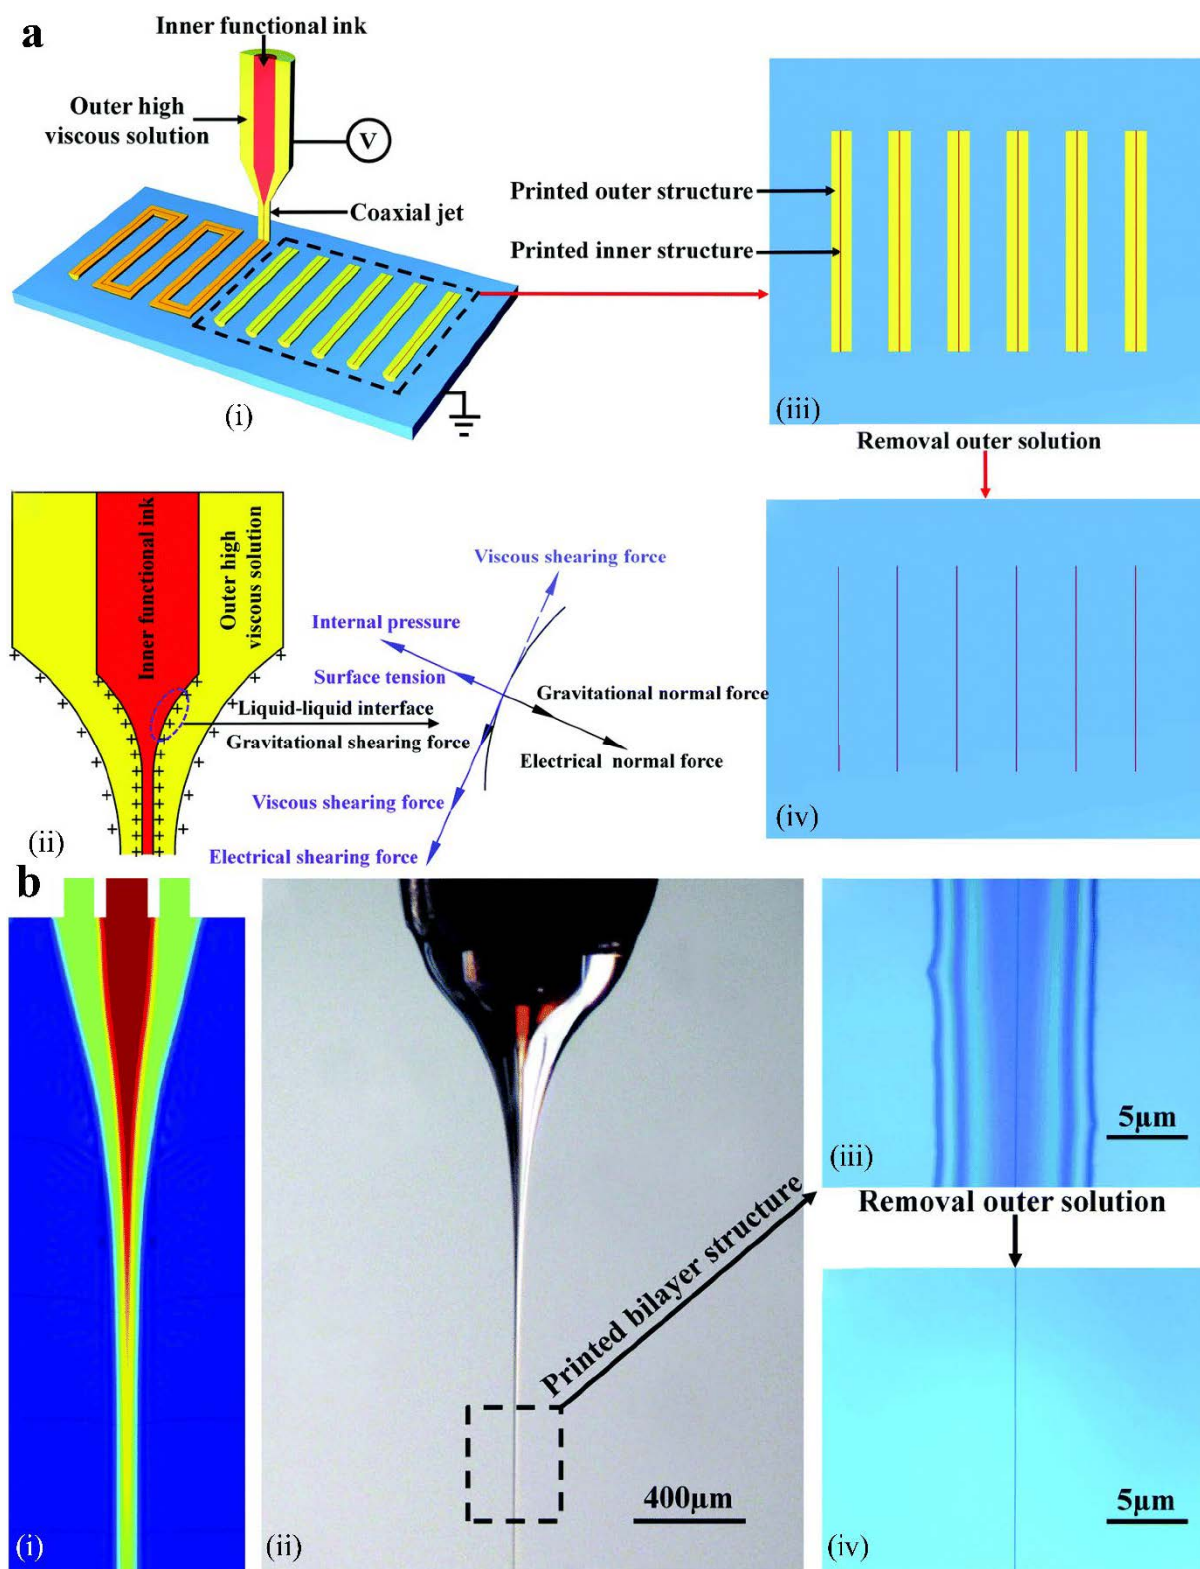 a
Inner functional ink
Outer high
viscous solution
V
Coaxial jet
(i)
Printed outer structure
Printed inner structure
(iii)
Removal outer solution
Inner functional ink
Outer high
viscous solution
(ii)
Viscous shearing force
Internal pressure
Surface tension
Gravitational normal force
Liquid-liquid interface
Gravitational shearing force
Electrical normal force
Viscous shearing force
Electrical shearing force
(iv)
b
(i)
(ii)
400μm
Printed bilayer structure
5μm
(iii)
Removal outer solution
5μm
(iv)
+ + + + + + + + + + + + + + + + + + + + + + + + + + + + + + + + + + + +